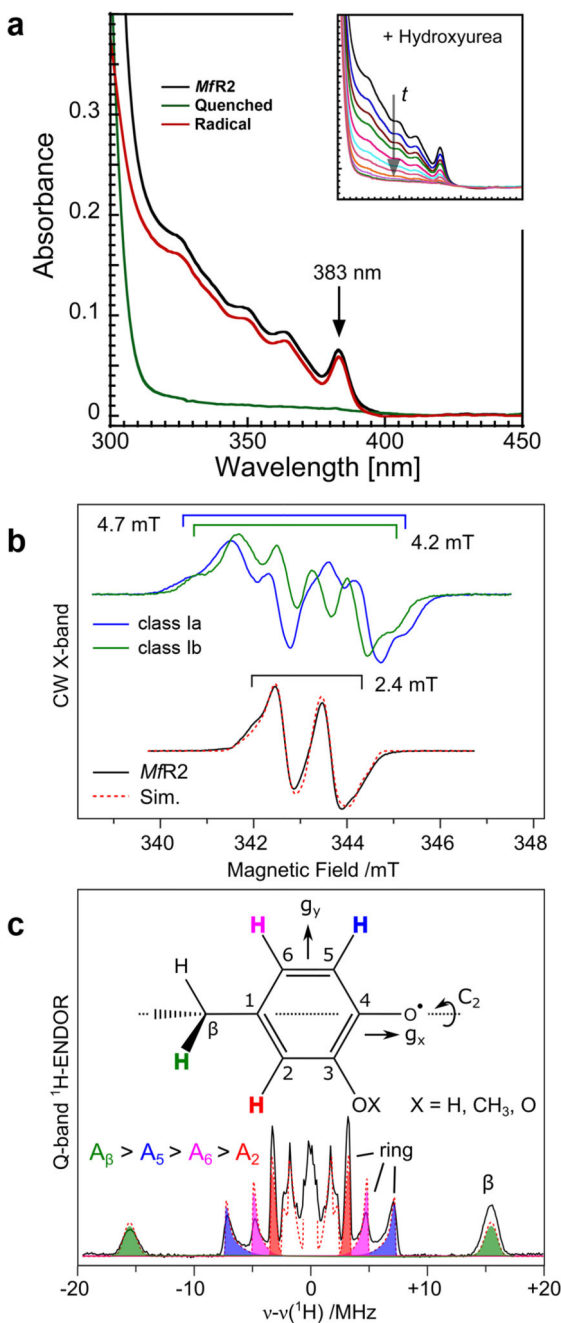 a
+ Hydroxyurea
t
MfR2
Quenched
Radical
383 nm
Absorbance
0.3
0.2
0.1
0
300
350
400
450
Wavelength [nm]
b
4.7 mT
4.2 mT
class Ia
class Ib
2.4 mT
MfR2
Sim.
CW X-band
340
342
344
346
348
Magnetic Field /mT
c
H
gy
H
H
6
5
1
4
O•
C2
β
gx
H
2
3
H
OX
X = H, CH3, O
Aβ > A5 > A6 > A2
ring
β
Q-band ¹H-ENDOR
-20
-10
0
+10
+20
ν-ν(¹H) /MHz